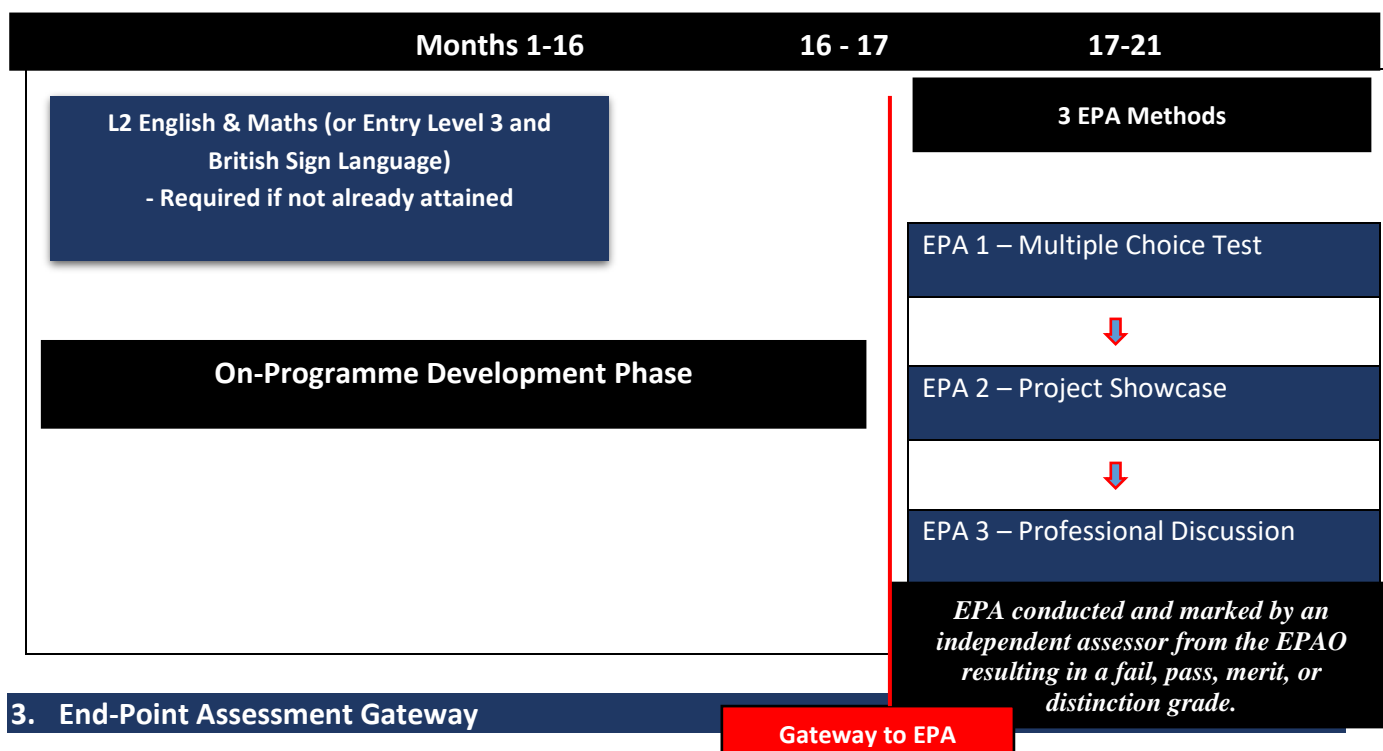 Months 1-16 16 - 17 17-21
L2 English & Maths (or Entry Level 3 and
British Sign Language)
- Required if not already attained
On-Programme Development Phase
3 EPA Methods
EPA 1 – Multiple Choice Test
EPA 2 – Project Showcase
EPA 3 – Professional Discussion
EPA conducted and marked by an
independent assessor from the EPAO
resulting in a fail, pass, merit, or
distinction grade.
3. End-Point Assessment Gateway
Gateway to EPA